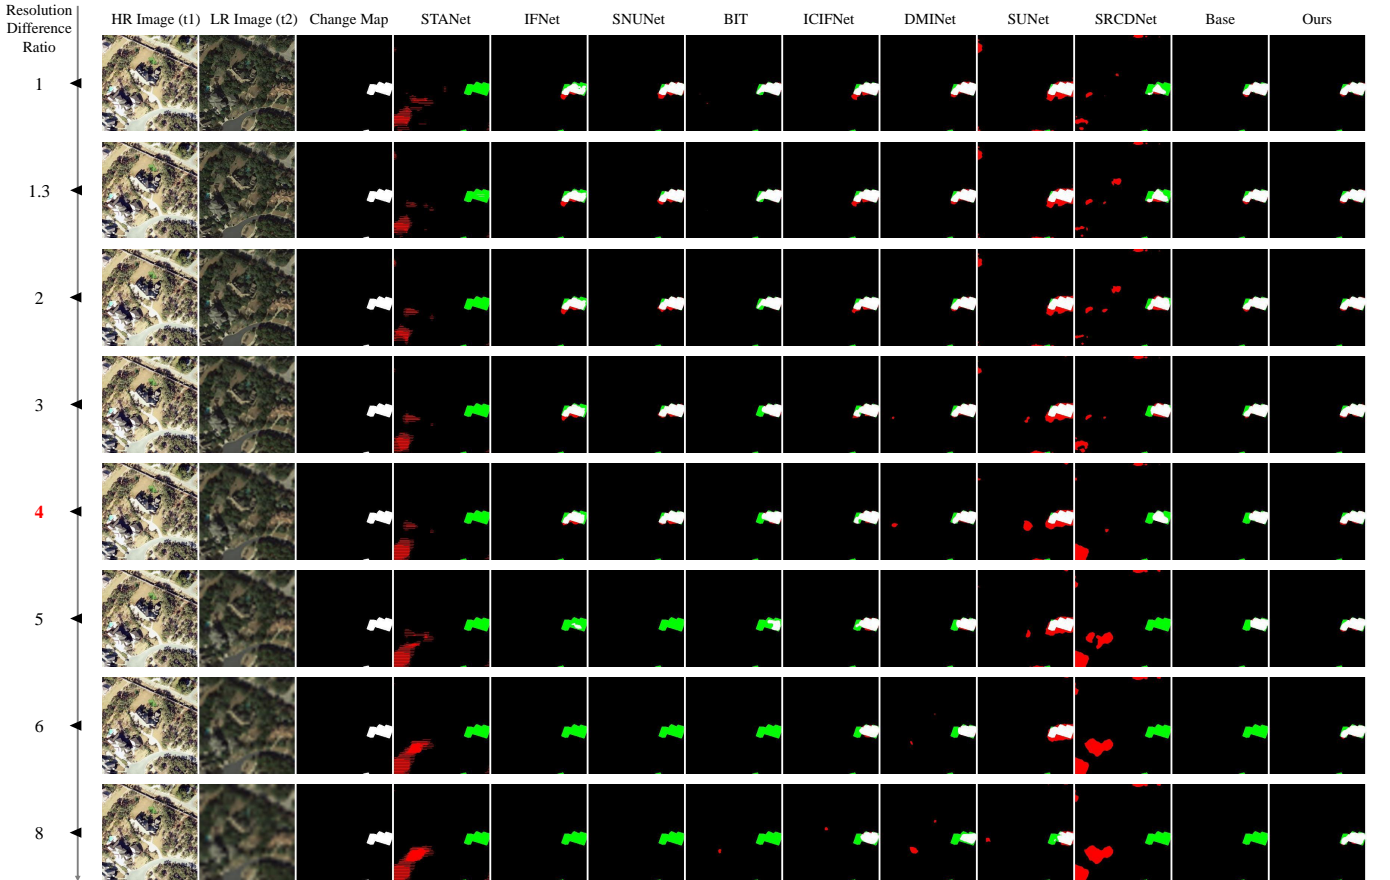 Resolution
Difference
Ratio
HR Image (t1) LR Image (t2) Change Map STANet IFNet SNUNet BIT ICIFNet DMINet SUNet SRCDNet Base Ours
1
1.3
2
3
4
5
6
8